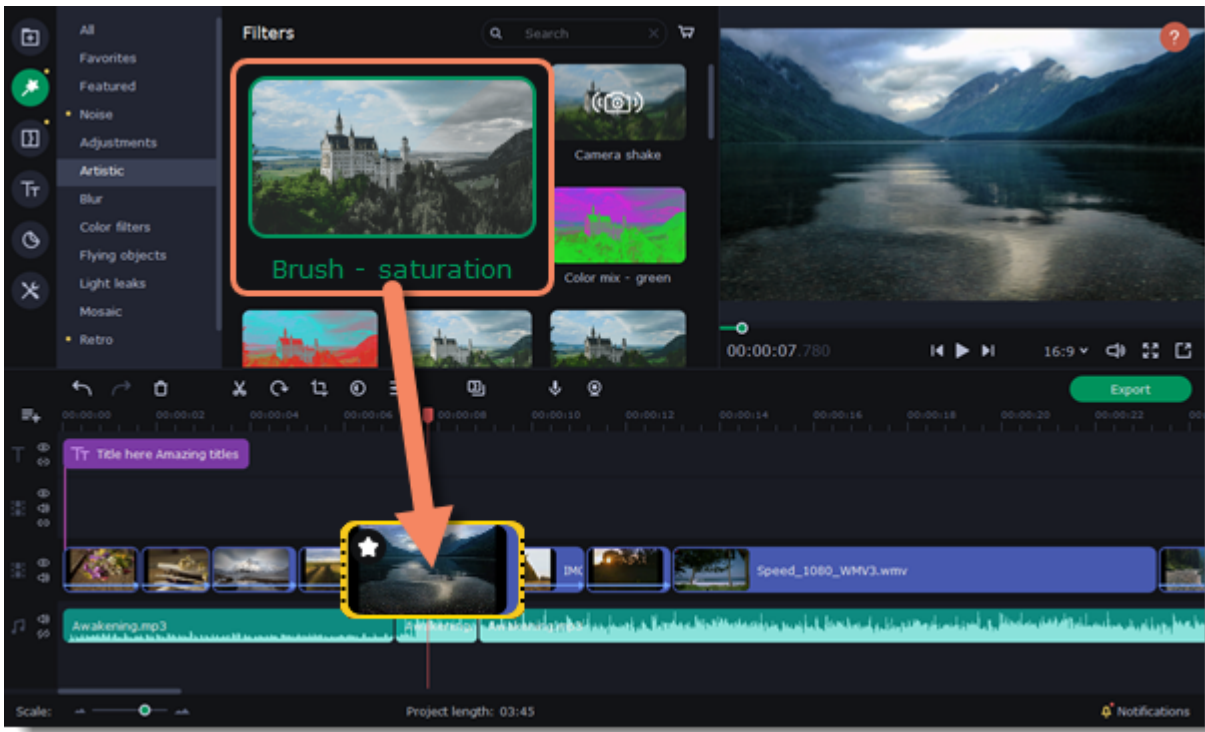 All
Favorites
Featured
Noise
Adjustments
Artistic
Blur
Color filters
Flying objects
Light leaks
Mosaic
Retro
Filters
Search
Brush - saturation
Camera shake
Color mix - green
?
00:00:07.780
16:9
Export
00:00:00 00:00:02 00:00:04 00:00:06 00:00:08 00:00:10 00:00:12 00:00:14 00:00:16 00:00:18 00:00:20 00:00:22
Tт Title here Amazing titles
Speed_1080_WMV3.wmv
Awakening.mp3
Scale:
Project length: 03:45
Notifications